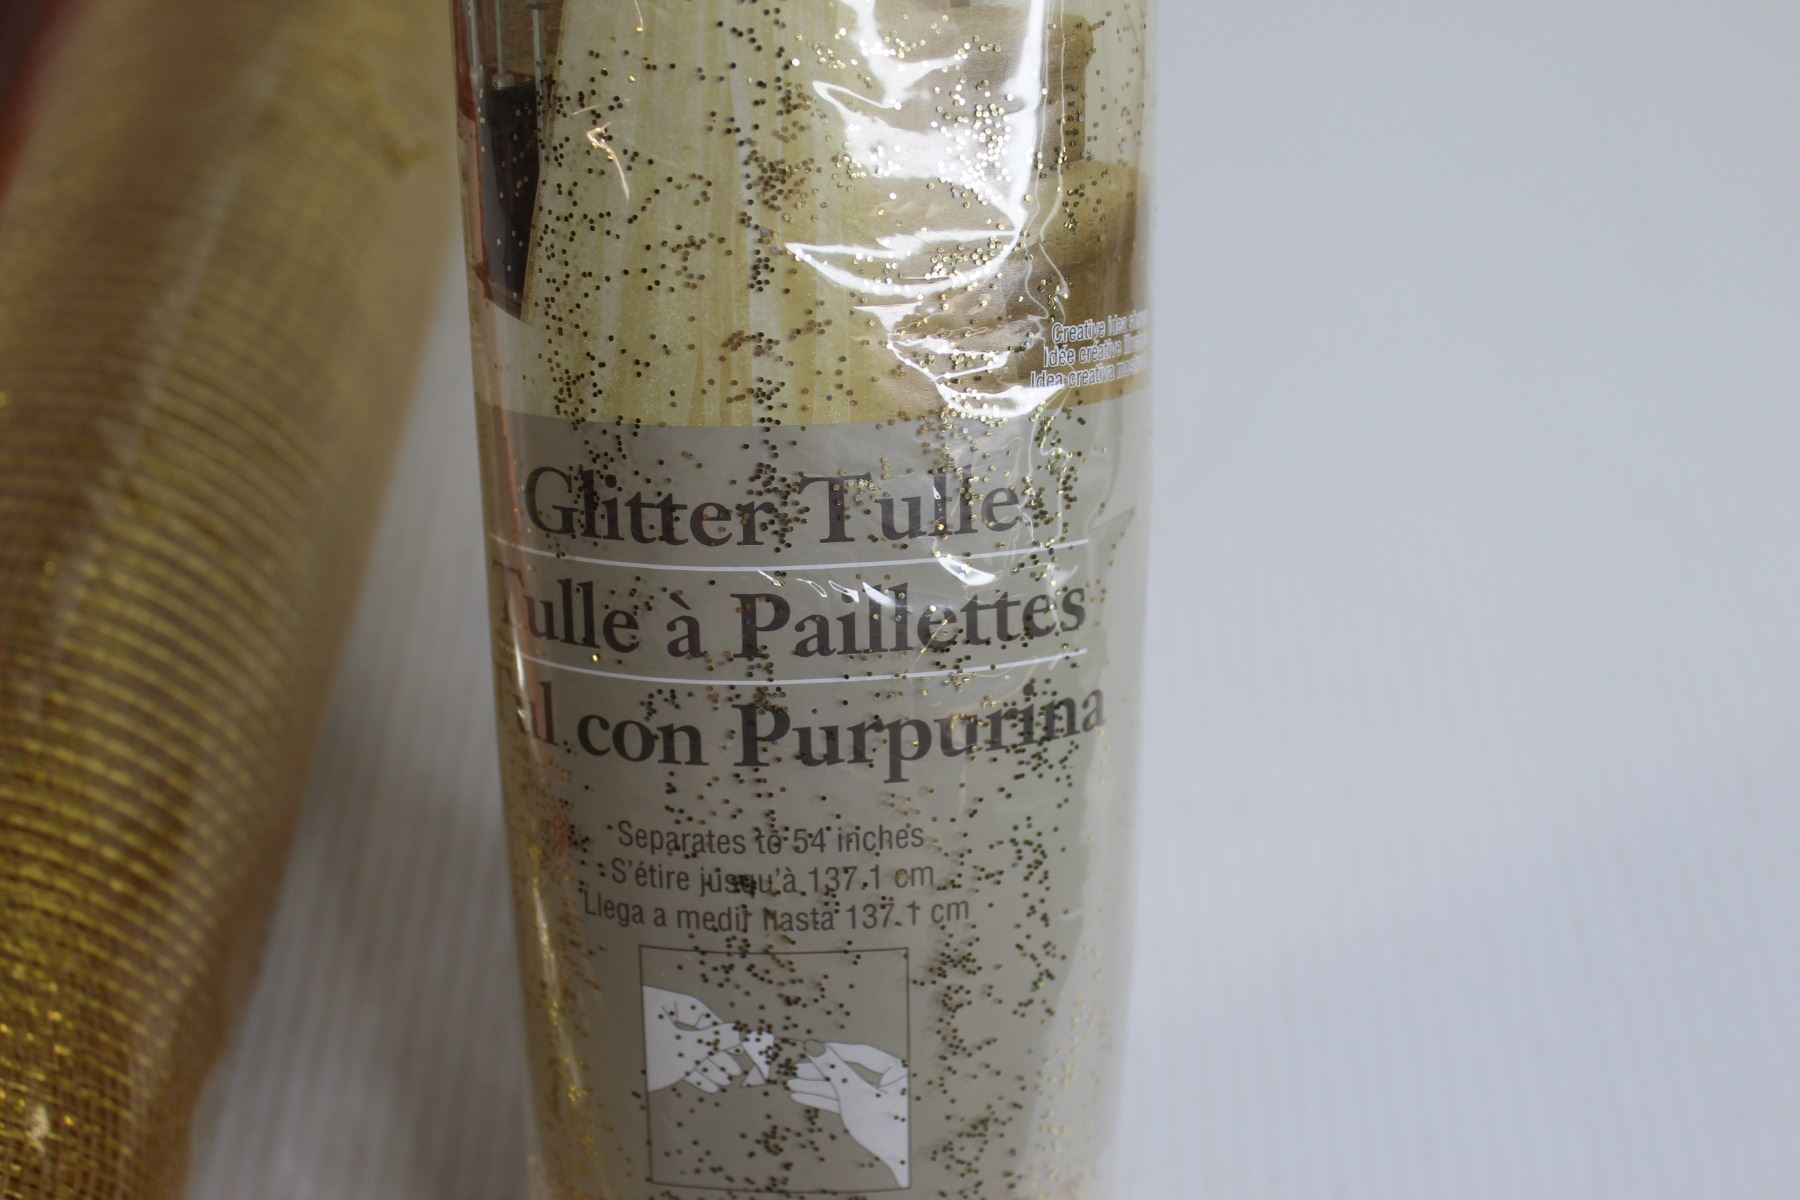 Creative idea
Idée créative
Idea creativa
Glitter Tulle
Tulle à Paillettes
Tul con Purpurina
Separates to 54 inches
S'étire jusqu'à 137.1 cm
Llega a medir hasta 137.1 cm